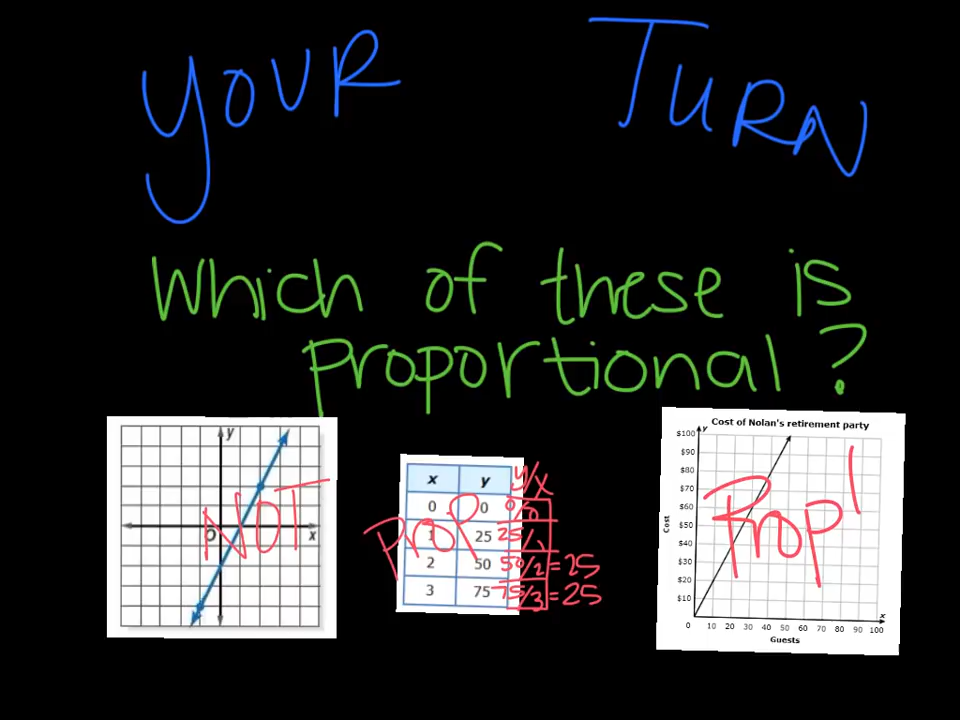 YOUR TURN
Which of these is
proportional?
y
O
x
NOT
x y y/x
0 0 0/0
1 25 25/1
2 50 50/2 = 25
3 75 75/3 = 25
PROP
Cost of Nolan's retirement party
y
$100
$90
$80
$70
$60
$50
$40
$30
$20
$10
Cost
0 10 20 30 40 50 60 70 80 90 100
x
Guests
Prop!